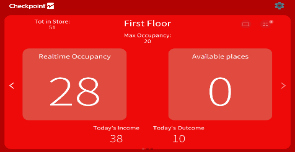 Checkpoint
Tot in Store:
58
First Floor
Max Occupancy:
20
Realtime Occupancy
28
Available places
0
Today's Income
38
Today's Outcome
10